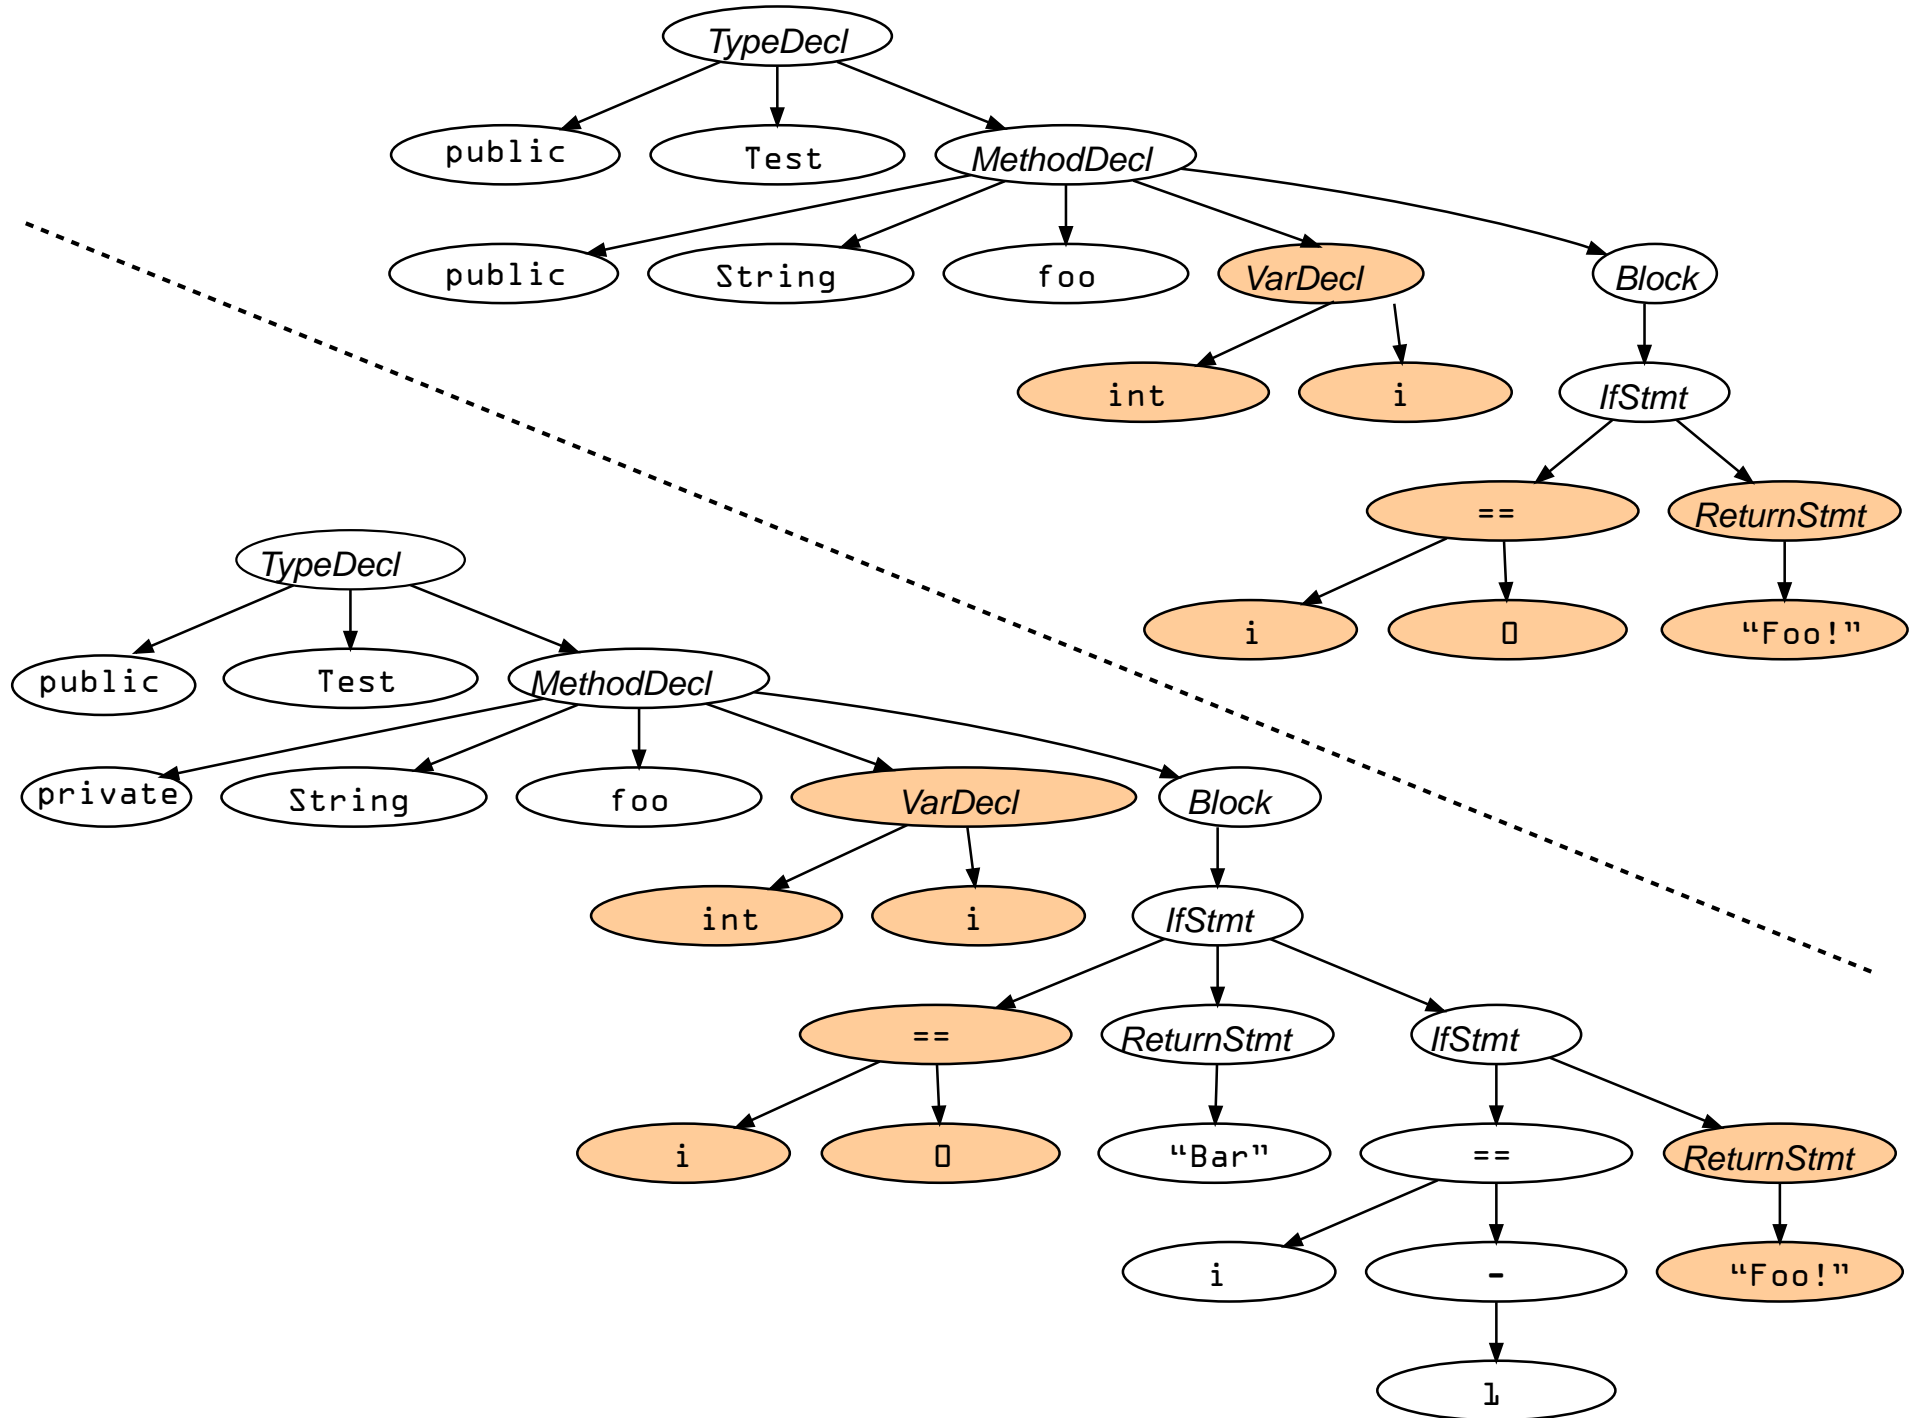 TypeDecl
public
Test
MethodDecl
public
String
foo
VarDecl
Block
int
i
IfStmt
==
ReturnStmt
i
0
“Foo!”
TypeDecl
public
Test
MethodDecl
private
String
foo
VarDecl
Block
int
i
IfStmt
==
ReturnStmt
IfStmt
i
0
“Bar”
==
ReturnStmt
i
-
“Foo!”
1